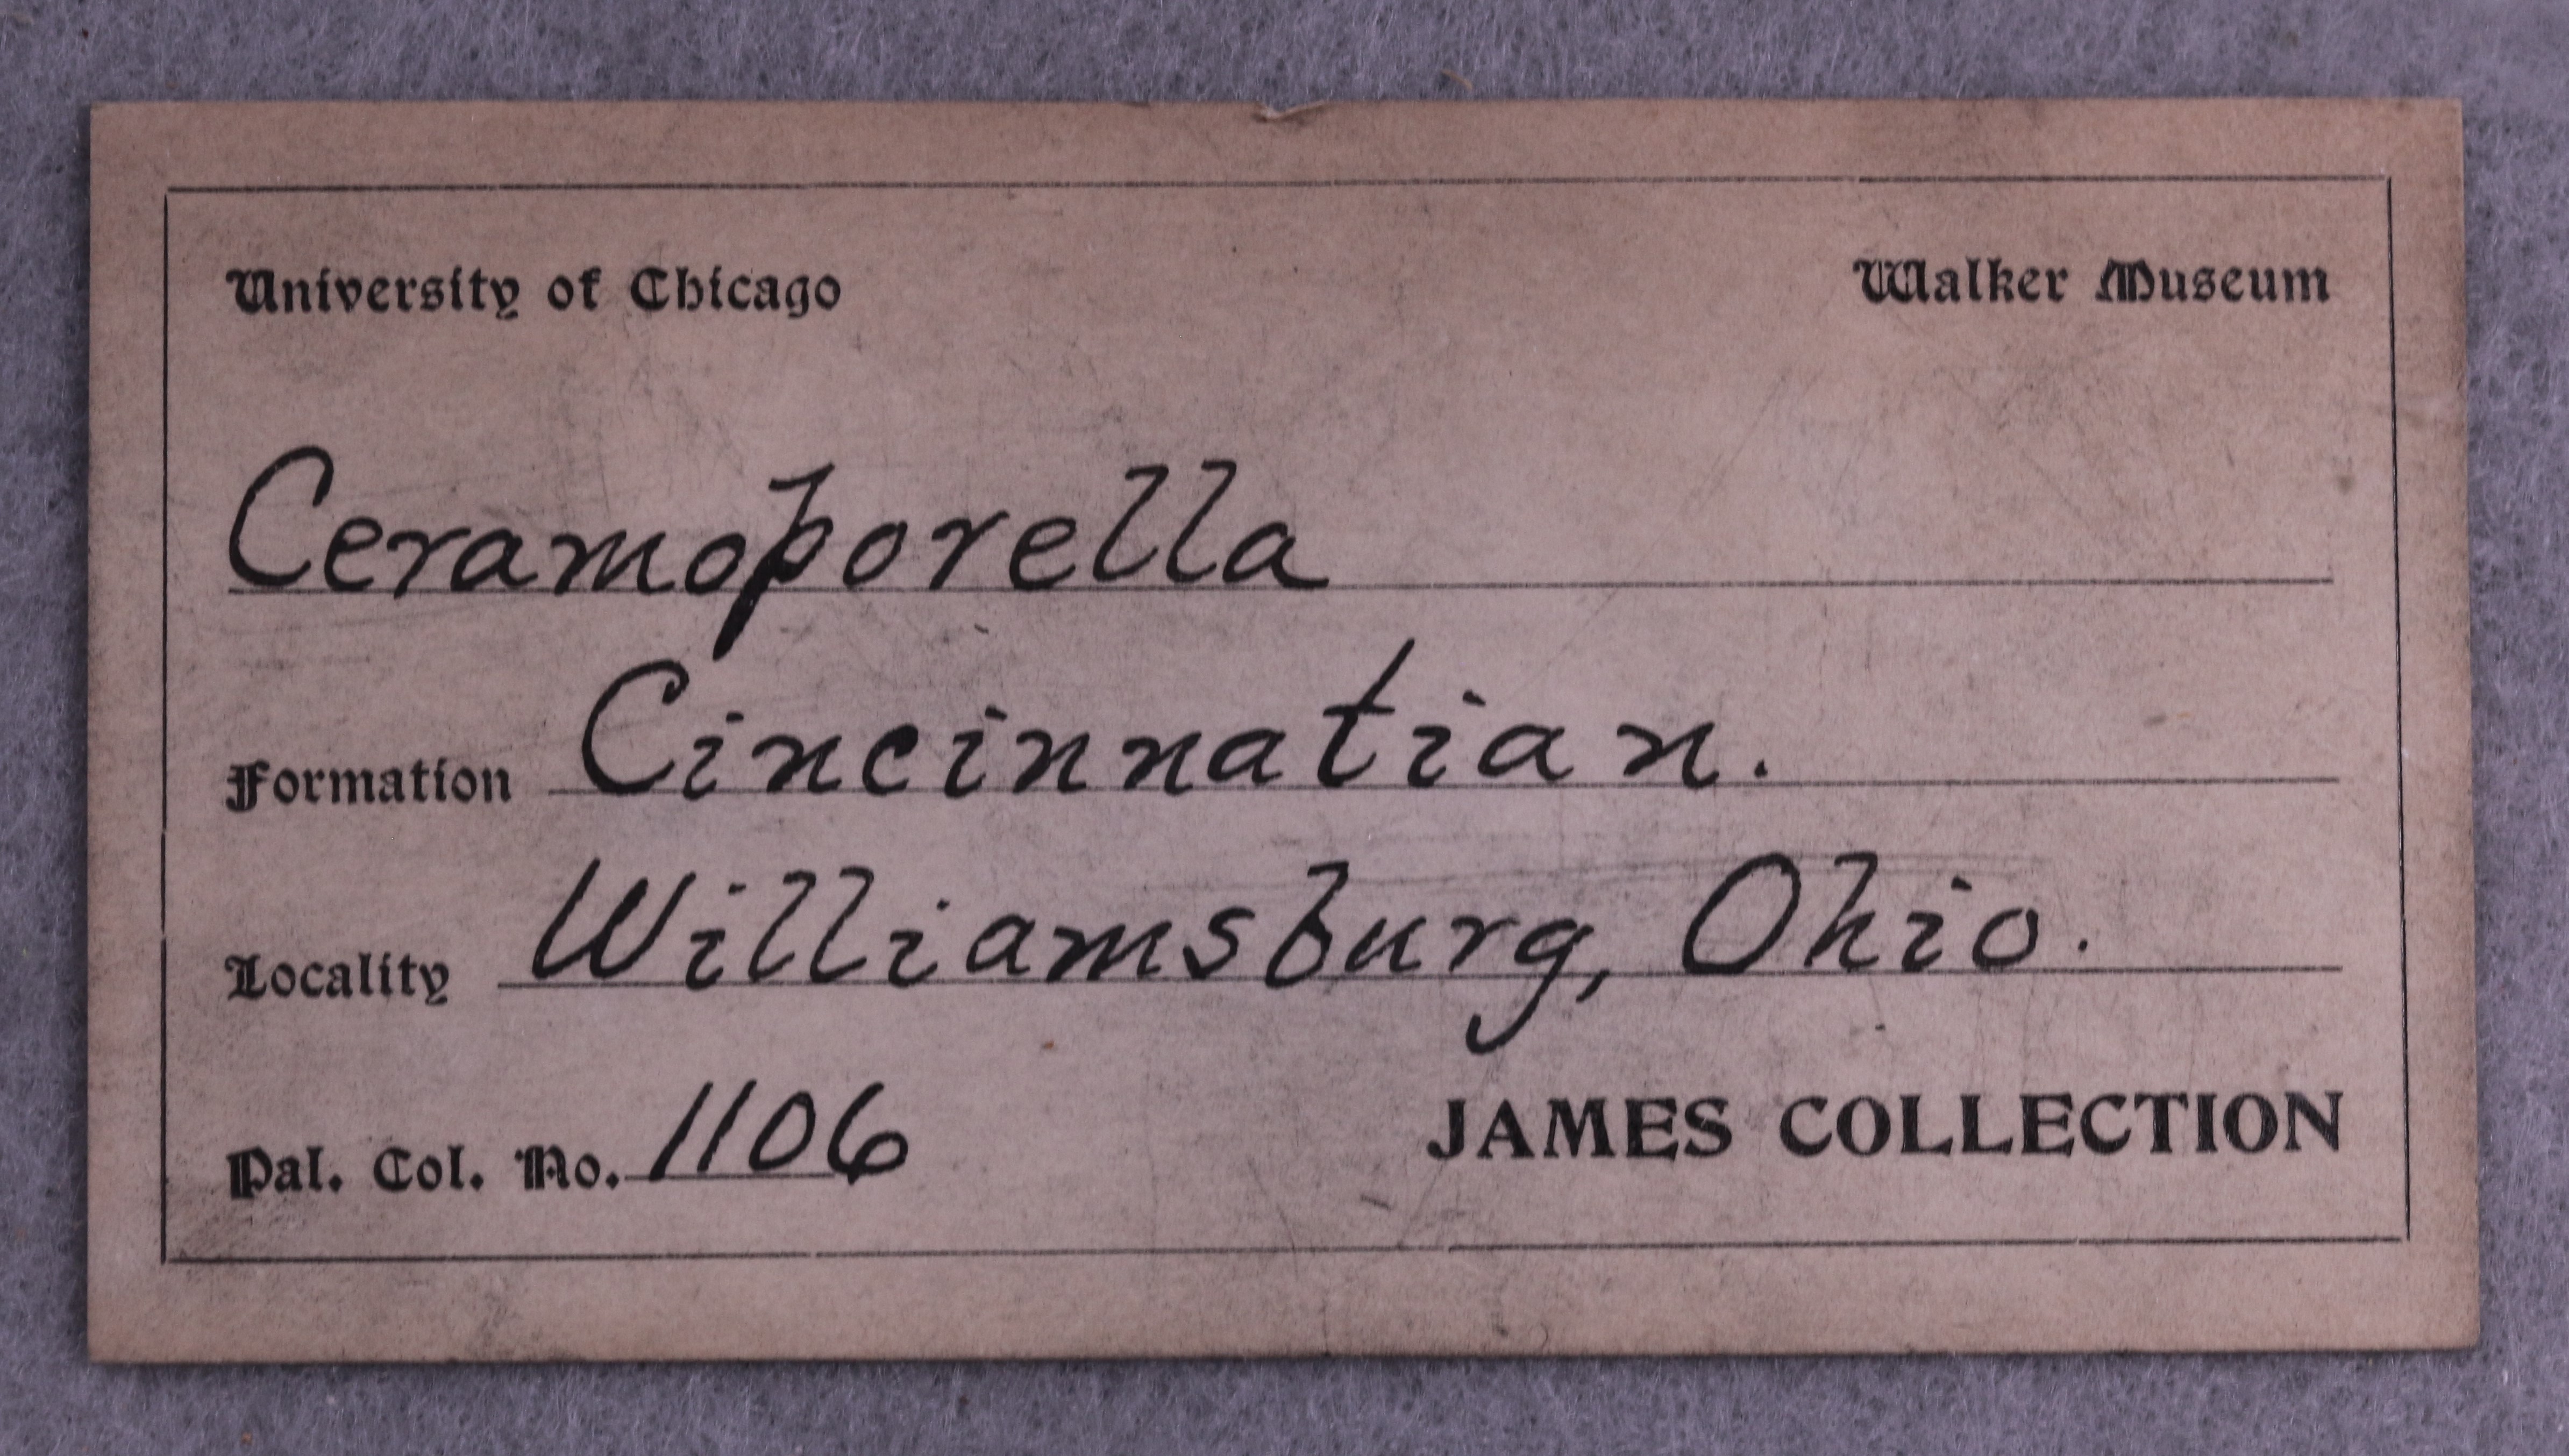 University of Chicago Walker Museum
Ceramoporella
Formation Cincinnatian.
Locality Williamsburg, Ohio.
Pal. Col. No. 1106 JAMES COLLECTION